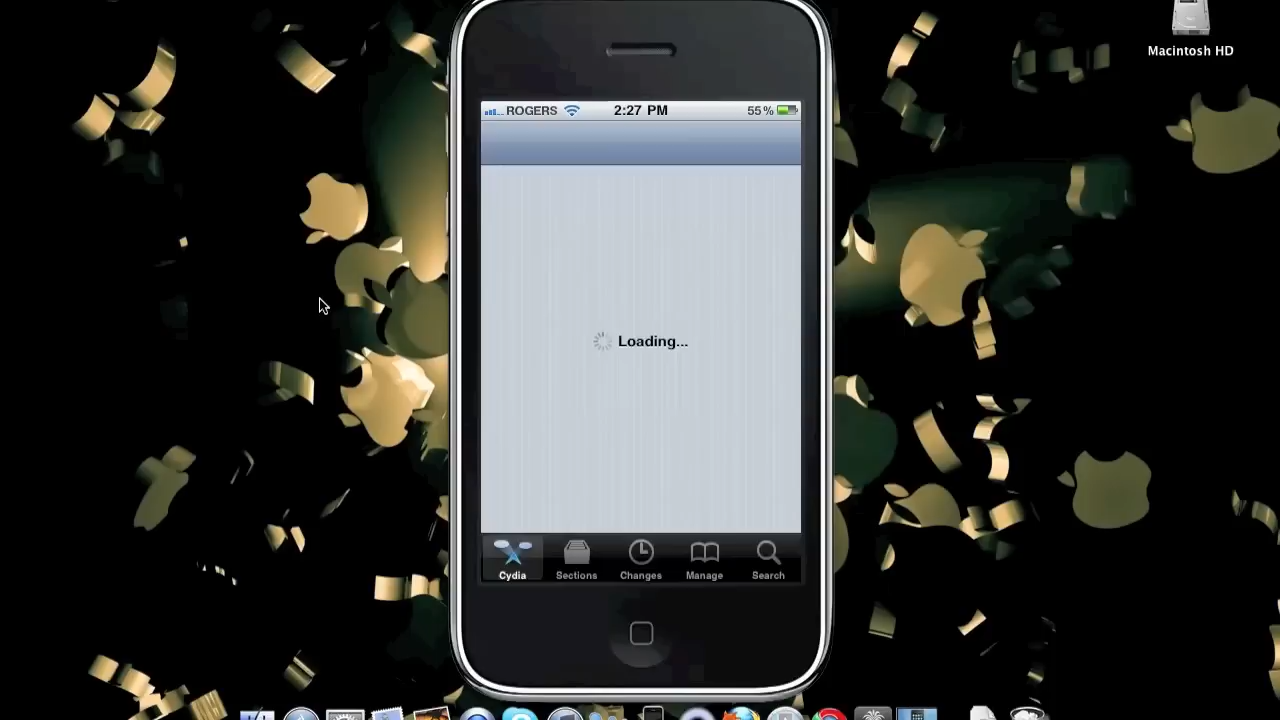 Macintosh HD
ROGERS 2:27 PM 55%
Loading...
Cydia Sections Changes Manage Search